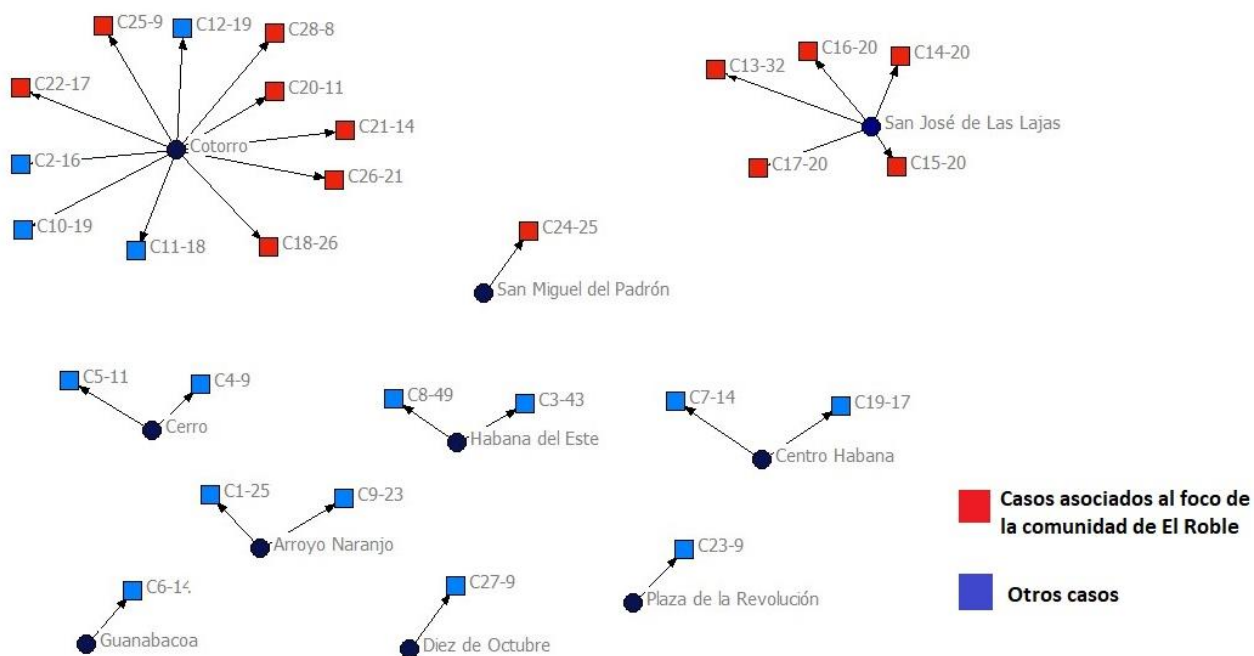 C25-9
C12-19
C28-8
C22-17
C20-11
C21-14
Cotorro
C2-16
C26-21
C10-19
C11-18
C18-26
C16-20
C14-20
C13-32
San José de Las Lajas
C17-20
C15-20
C24-25
San Miguel del Padrón
C5-11
C4-9
Cerro
C8-49
C3-43
Habana del Este
C7-14
C19-17
Centro Habana
C1-25
C9-23
Arroyo Naranjo
C23-9
Plaza de la Revolución
C6-14
Guanabacoa
C27-9
Diez de Octubre
Casos asociados al foco de
la comunidad de El Roble
Otros casos